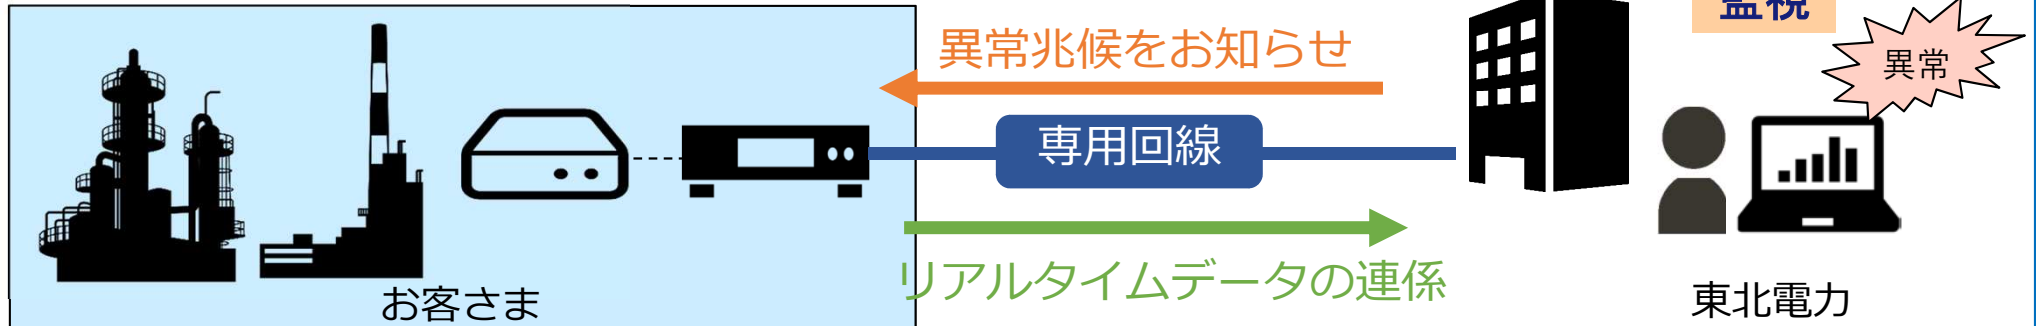 監視
異常兆候をお知らせ
異常
専用回線
リアルタイムデータの連係
お客さま
東北電力